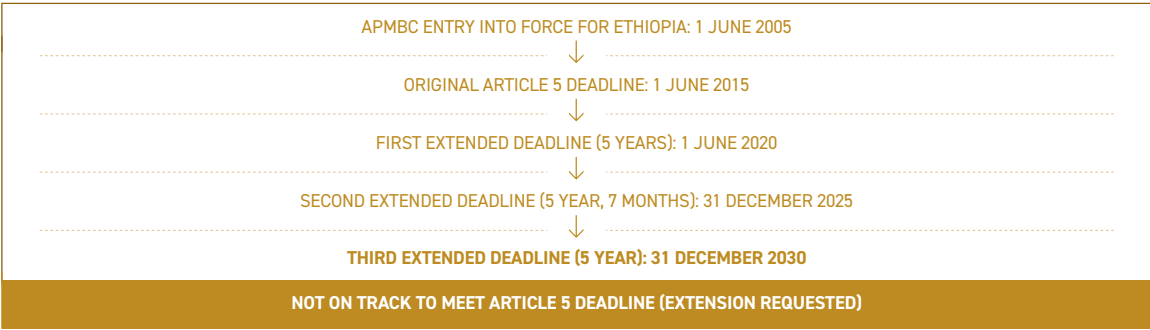 APMBC ENTRY INTO FORCE FOR ETHIOPIA: 1 JUNE 2005
ORIGINAL ARTICLE 5 DEADLINE: 1 JUNE 2015
FIRST EXTENDED DEADLINE (5 YEARS): 1 JUNE 2020
SECOND EXTENDED DEADLINE (5 YEAR, 7 MONTHS): 31 DECEMBER 2025
THIRD EXTENDED DEADLINE (5 YEAR): 31 DECEMBER 2030
NOT ON TRACK TO MEET ARTICLE 5 DEADLINE (EXTENSION REQUESTED)